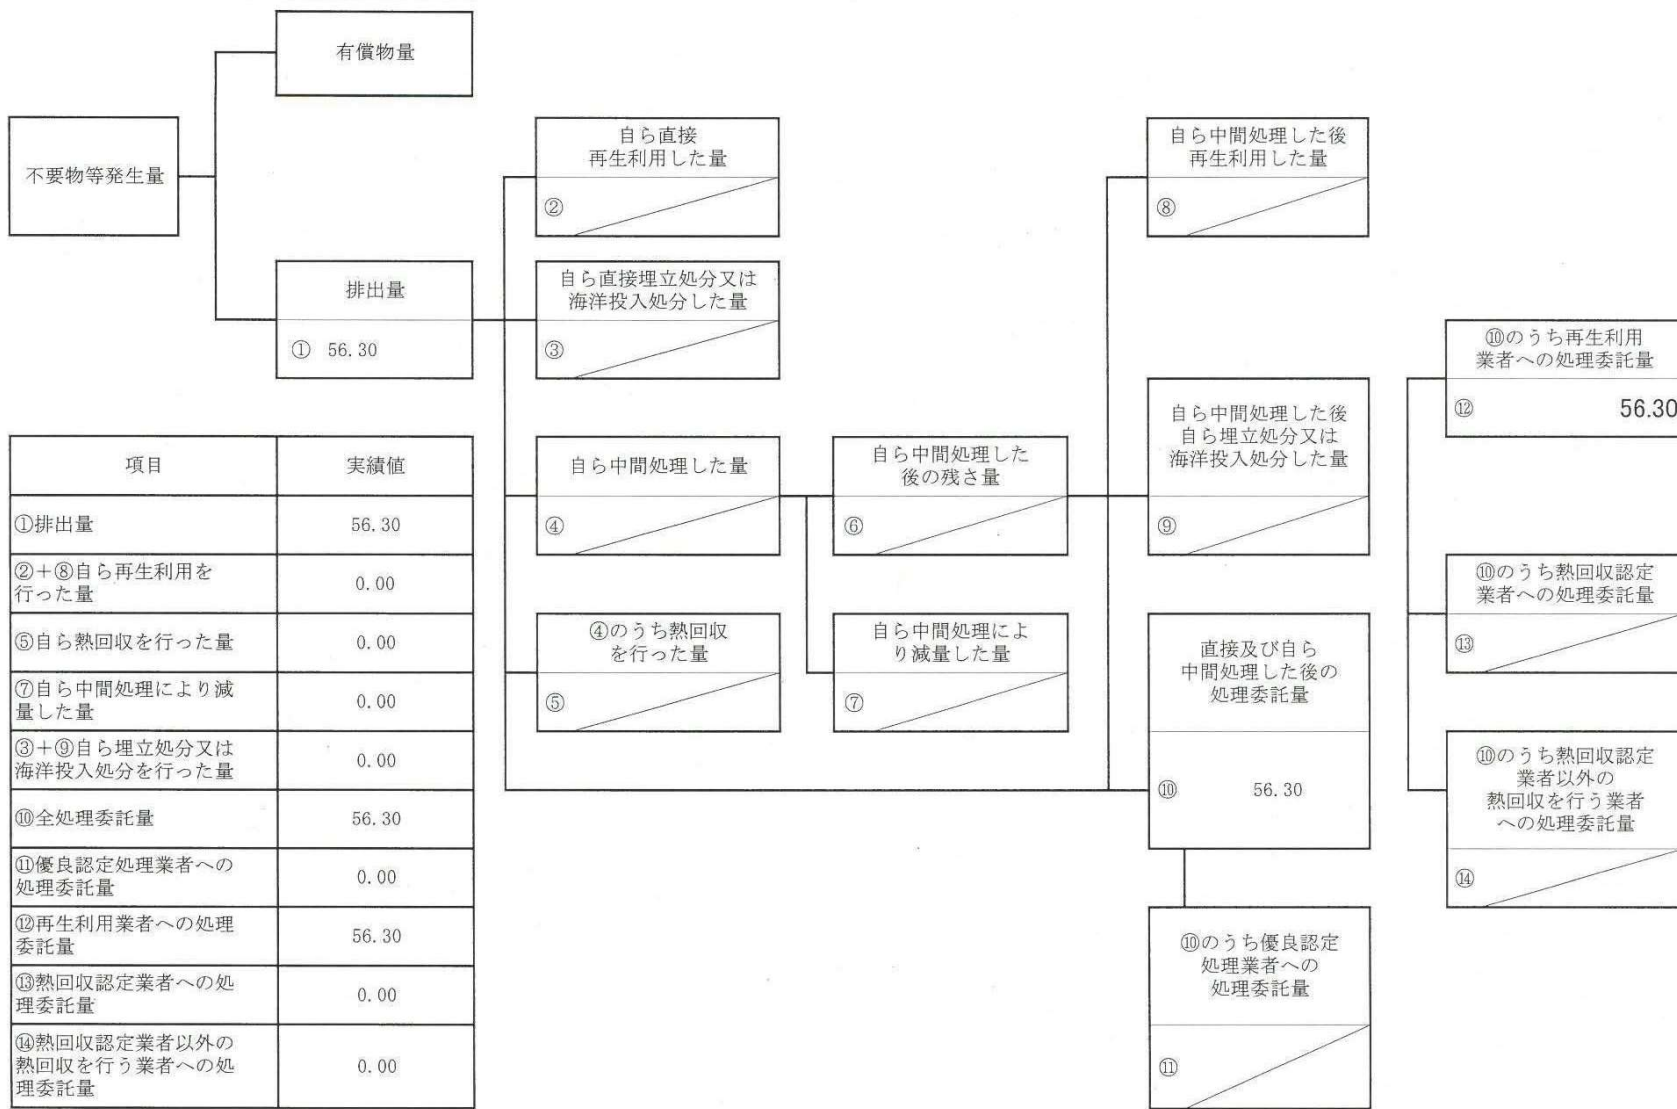 有償物量
不要物等発生量
排出量
① 56.30
自ら直接
再生利用した量
②
自ら直接埋立処分又は
海洋投入処分した量
③
自ら中間処理した量
④
④のうち熱回収
を行った量
⑤
自ら中間処理した
後の残さ量
⑥
自ら中間処理によ
り減量した量
⑦
自ら中間処理した後
再生利用した量
⑧
自ら中間処理した後
自ら埋立処分又は
海洋投入処分した量
⑨
直接及び自ら
中間処理した後の
処理委託量
⑩ 56.30
⑩のうち優良認定
処理業者への
処理委託量
⑪
⑩のうち再生利用
業者への処理委託量
⑫ 56.30
⑩のうち熱回収認定
業者への処理委託量
⑬
⑩のうち熱回収認定
業者以外の
熱回収を行う業者
への処理委託量
⑭
項目 実績値
①排出量 56.30
②+⑧自ら再生利用を
行った量 0.00
⑤自ら熱回収を行った量 0.00
⑦自ら中間処理により減
量した量 0.00
③+⑨自ら埋立処分又は
海洋投入処分を行った量 0.00
⑩全処理委託量 56.30
⑪優良認定処理業者への
処理委託量 0.00
⑫再生利用業者への処理
委託量 56.30
⑬熱回収認定業者への処
理委託量 0.00
⑭熱回収認定業者以外の
熱回収を行う業者への処
理委託量 0.00